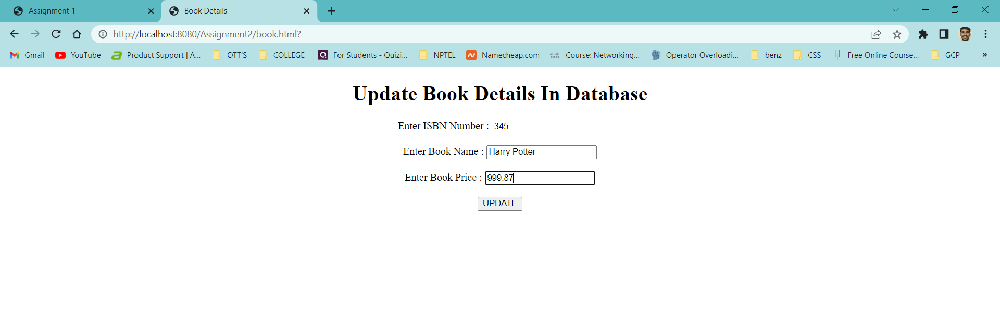 Assignment 1 Book Details
http://localhost:8080/Assignment2/book.html?
Gmail YouTube Product Support | A... OTT'S COLLEGE Q. For Students - Quizi... NPTEL Namecheap.com cisco Course: Networking... Operator Overloadi... benz CSS Free Online Course... GCP »
Update Book Details In Database
Enter ISBN Number : 345
Enter Book Name : Harry Potter
Enter Book Price : 999.87
UPDATE